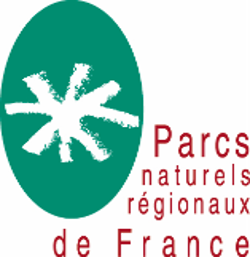 Parcs
naturels
régionaux
de France